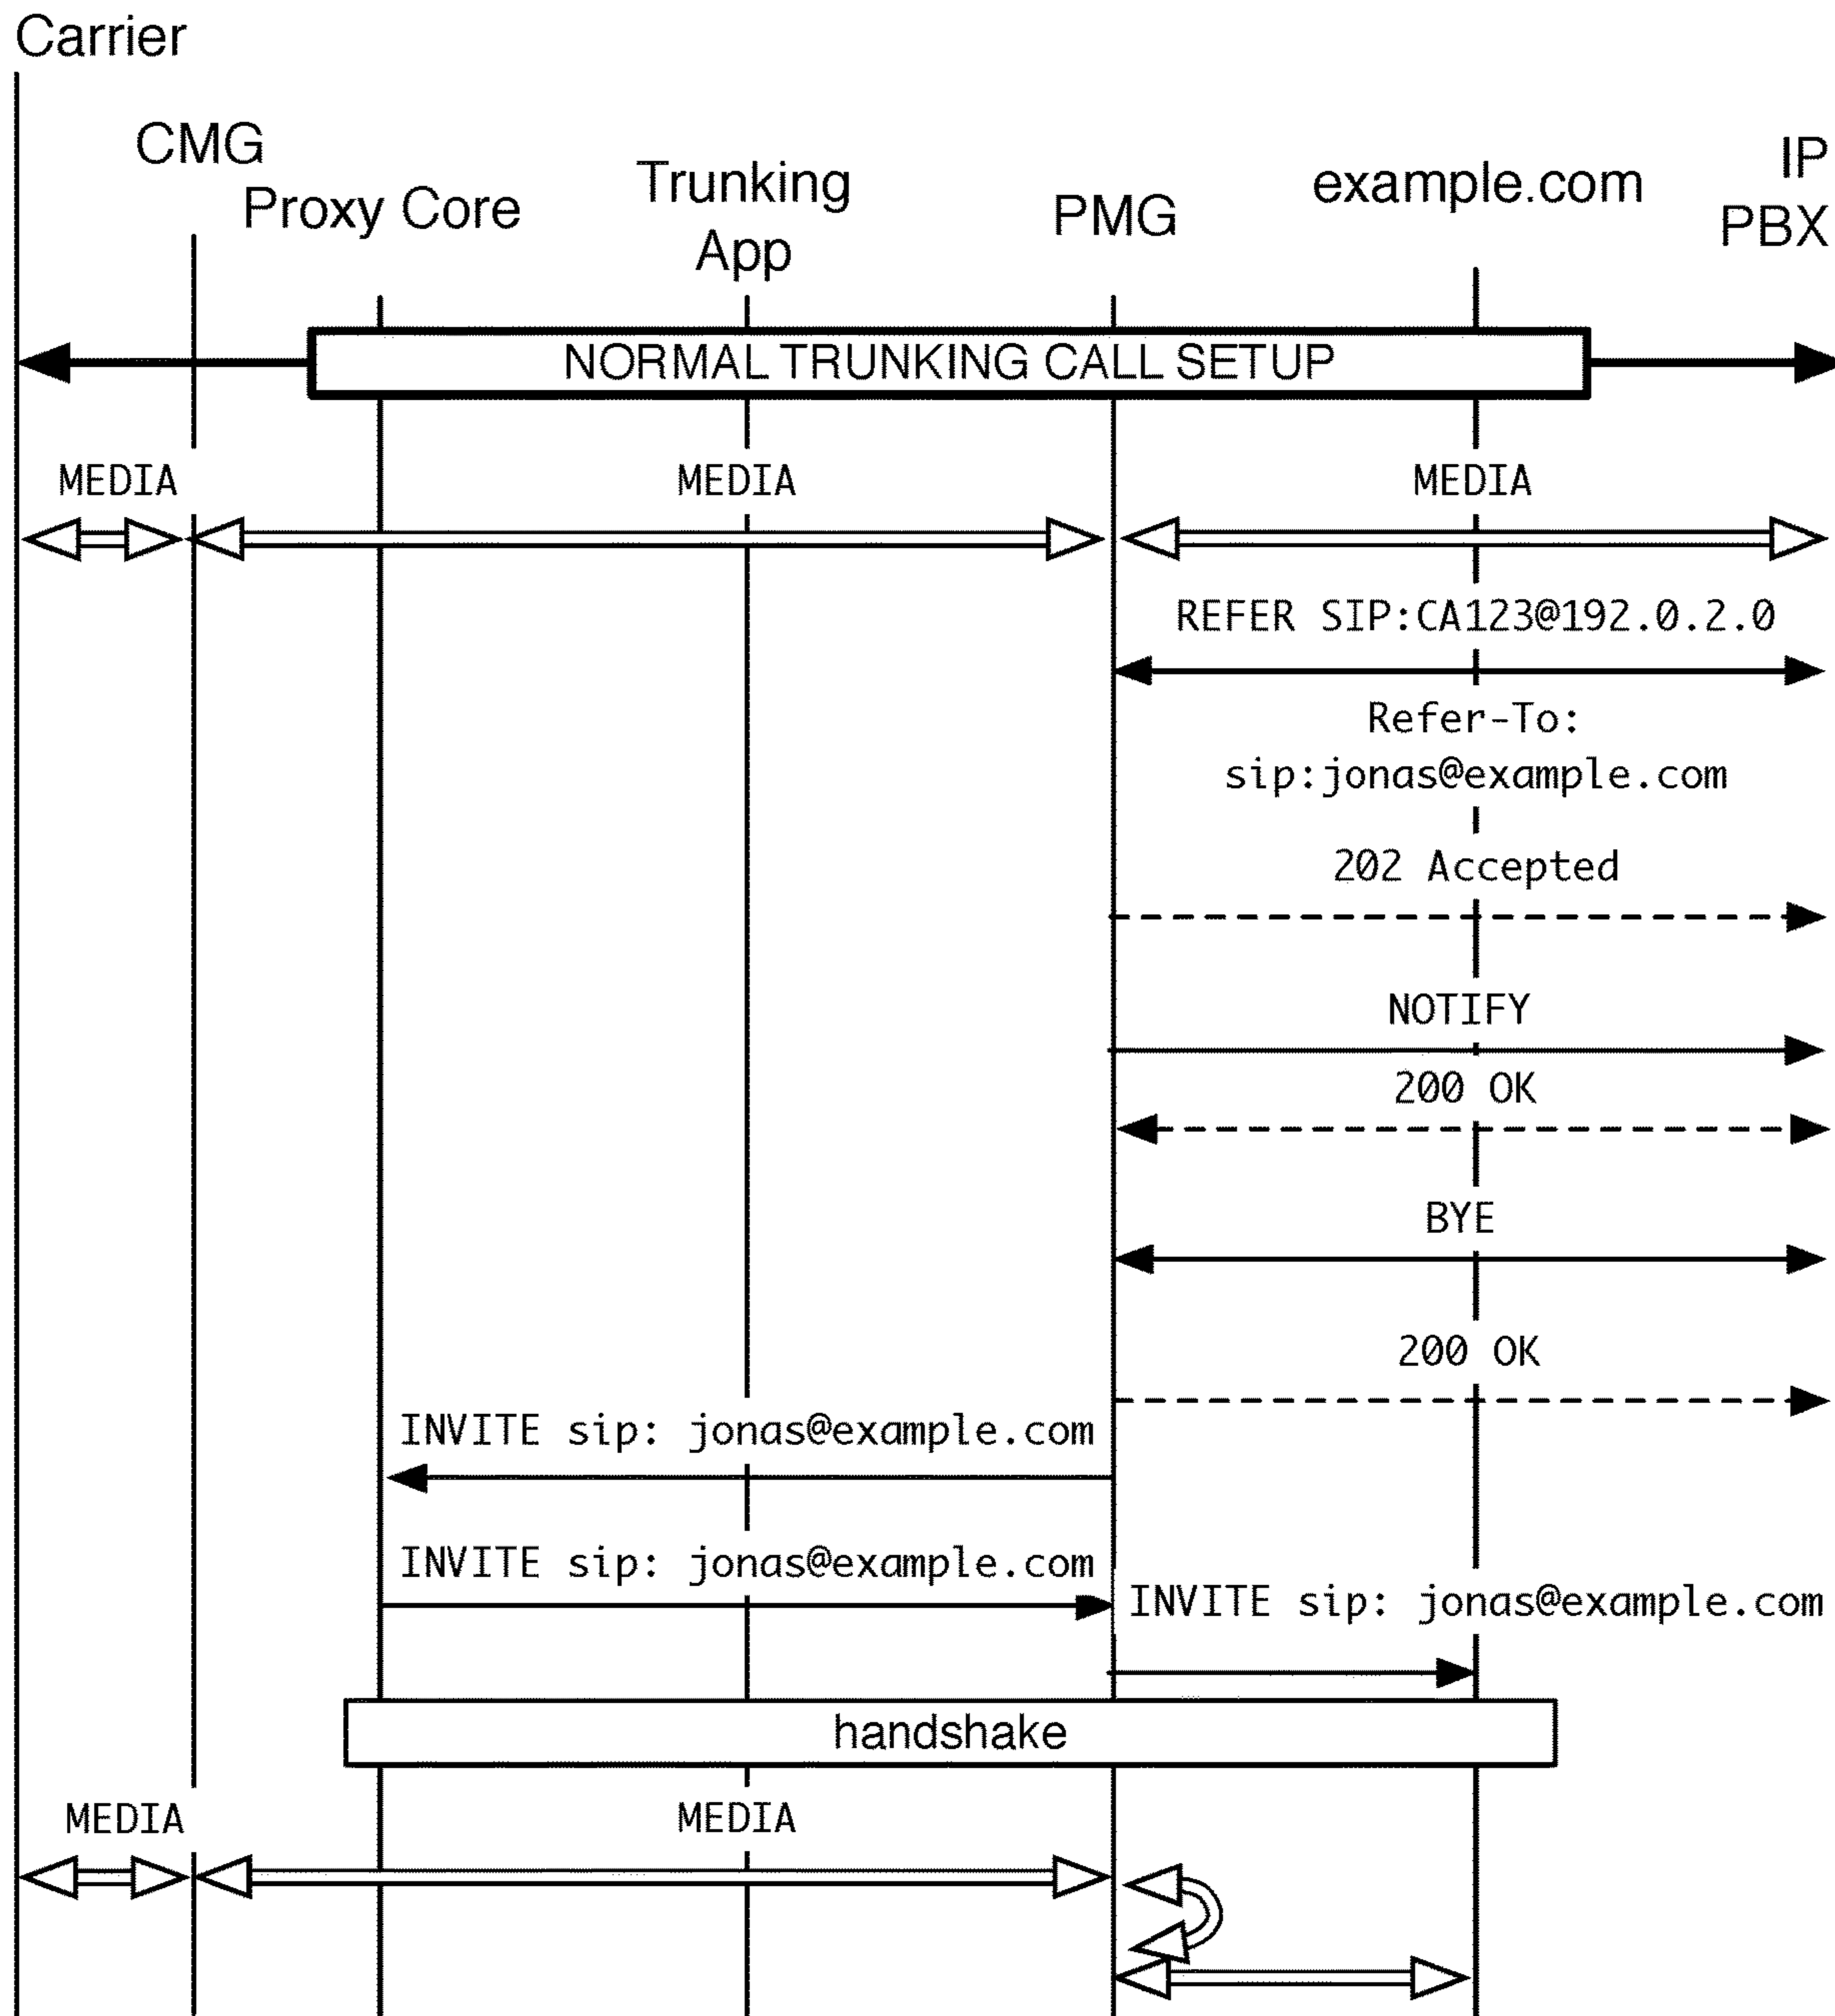 Carrier
CMG
Proxy Core
Trunking
App
PMG
example.com
IP
PBX
NORMAL TRUNKING CALL SETUP
MEDIA
MEDIA
MEDIA
REFER SIP:CA123@192.0.2.0
Refer-To:
sip:jonas@example.com
202 Accepted
NOTIFY
200 OK
BYE
200 OK
INVITE sip: jonas@example.com
INVITE sip: jonas@example.com
INVITE sip: jonas@example.com
handshake
MEDIA
MEDIA